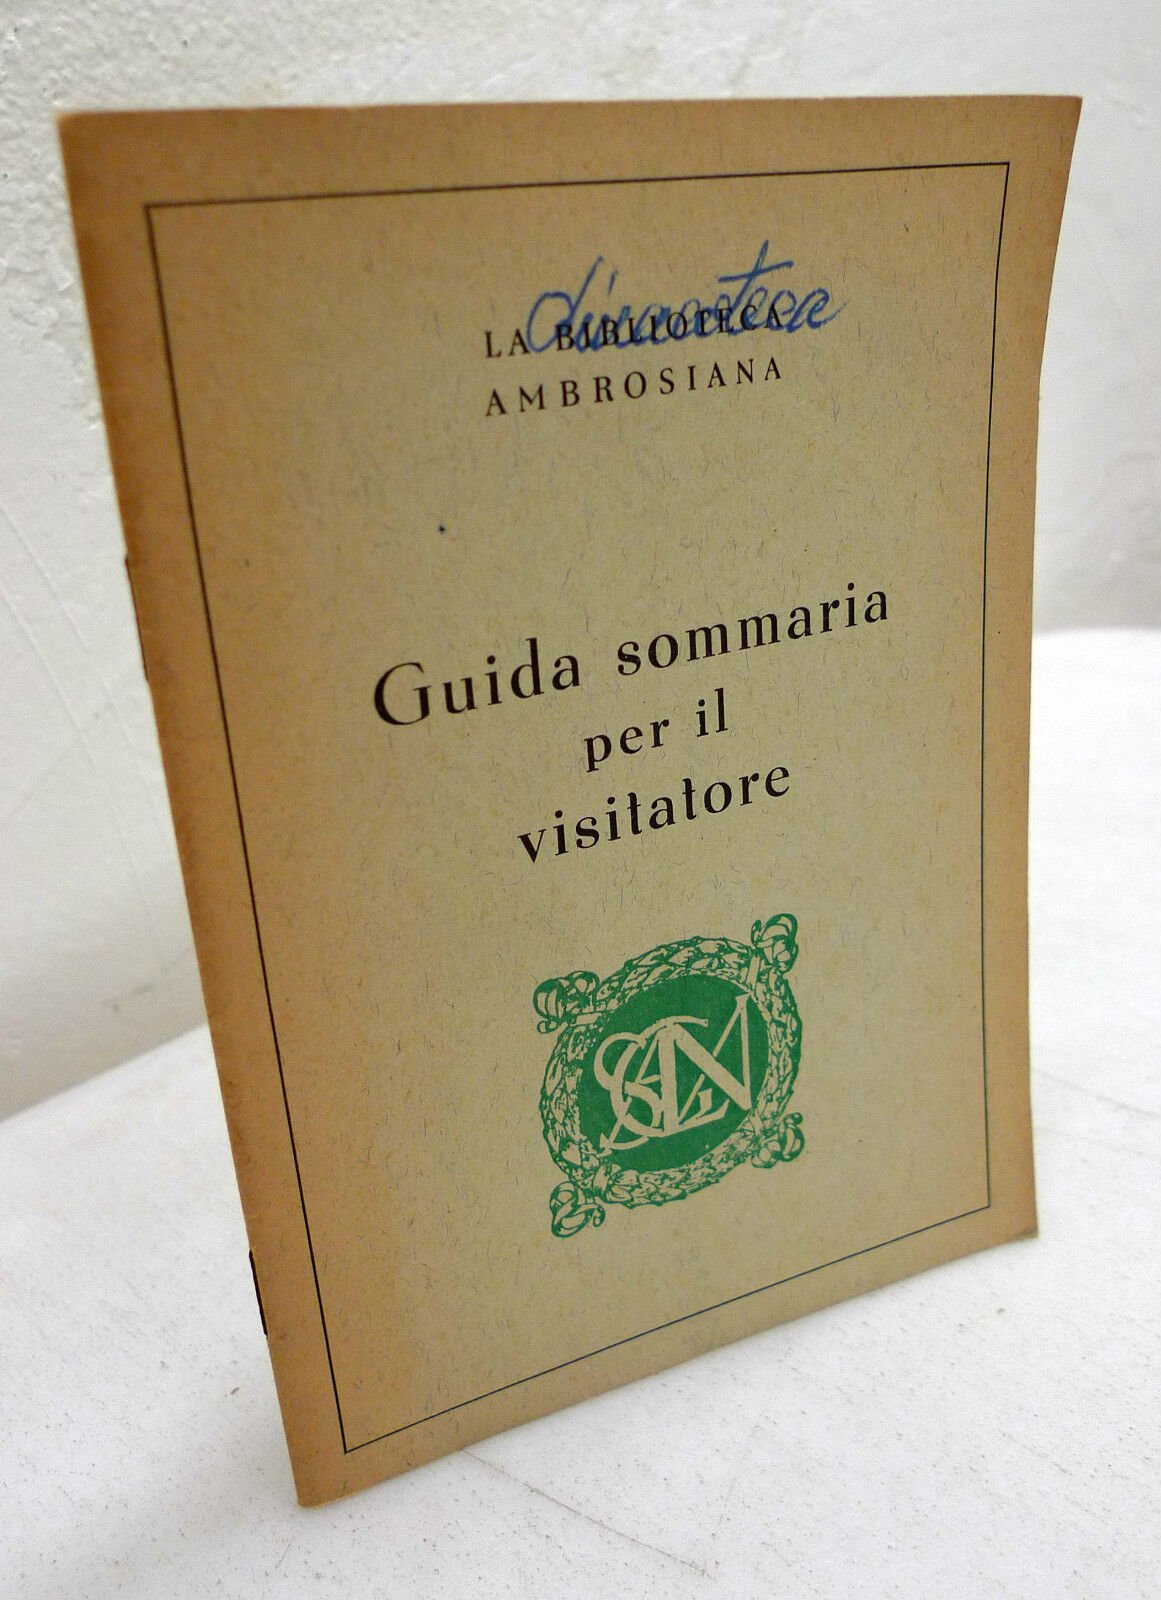 Pinacoteca
LA BIBLIOTECA
AMBROSIANA
Guida sommaria
per il
visitatore